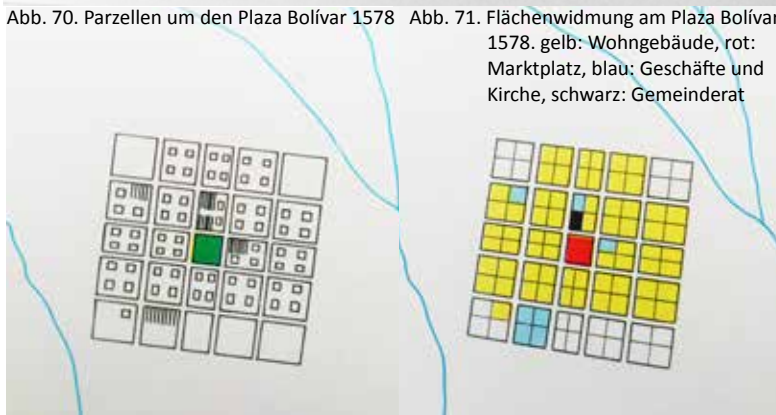 Abb. 70. Parzellen um den Plaza Bolívar 1578
Abb. 71. Flächenwidmung am Plaza Bolívar
1578. gelb: Wohngebäude, rot:
Marktplatz, blau: Geschäfte und
Kirche, schwarz: Gemeinderat